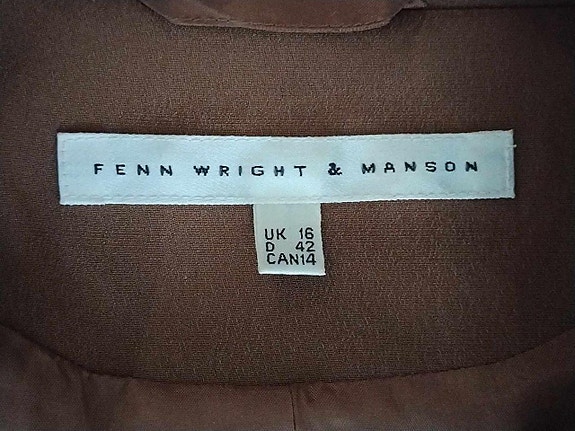 FENN WRIGHT & MANSON
UK 16
D 42
CAN14